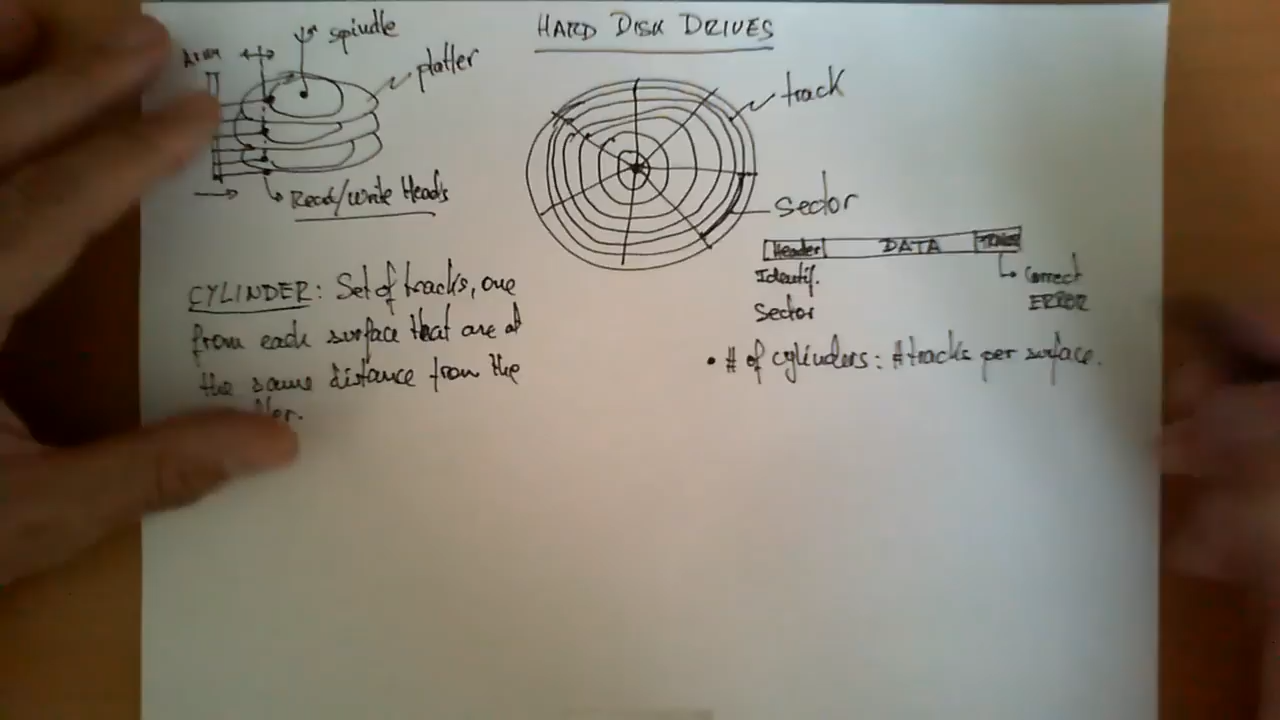 HARD DISK DRIVES
Arm
spindle
platter
Read/Write Heads
track
Sector
Header DATA
Identif.
Sector
Correct
ERROR
CYLINDER: Set of tracks, one
from each surface that are at
the same distance from the
• # of cylinders: # tracks per surface.